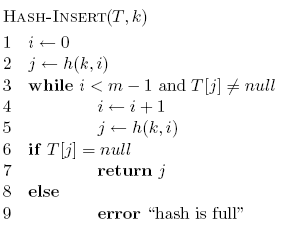 HASH-INSERT(T, k)
1 i ← 0
2 j ← h(k, i)
3 while i < m − 1 and T[j] ≠ null
4 i ← i + 1
5 j ← h(k, i)
6 if T[j] = null
7 return j
8 else
9 error “hash is full”